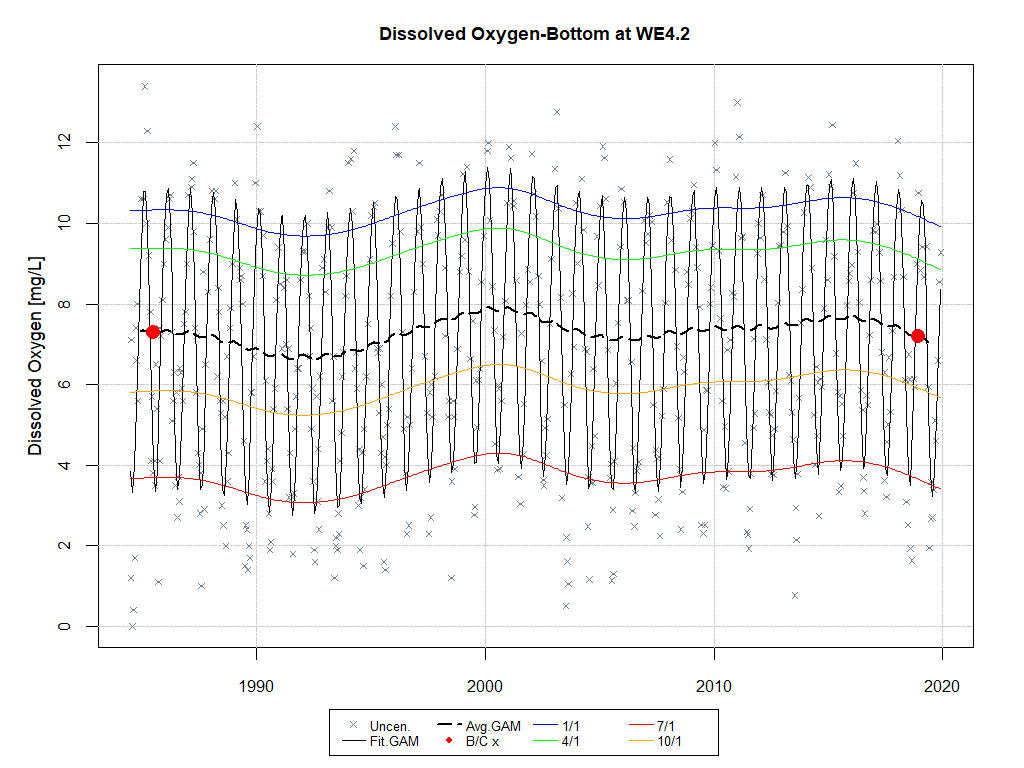 Dissolved Oxygen-Bottom at WE4.2
Dissolved Oxygen [mg/L]
12
10
8
6
4
2
0
1990 2000 2010 2020
Uncen. Avg.GAM 1/1 7/1
Fit.GAM B/C x 4/1 10/1